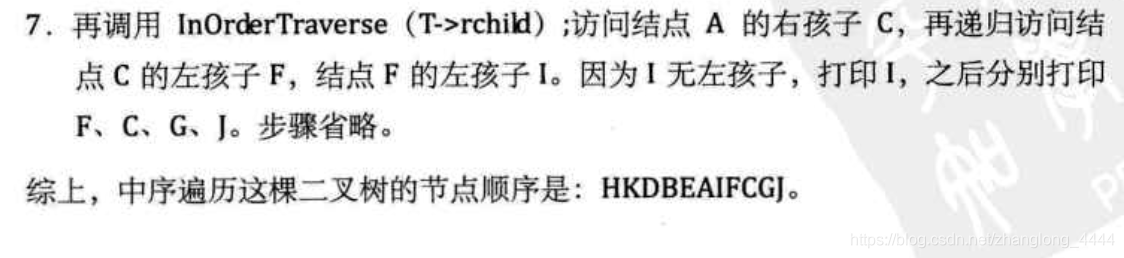 7. 再调用 InOrderTraverse（T->rchild）;访问结点 A 的右孩子 C，再递归访问结
点 C 的左孩子 F，结点 F 的左孩子 I。因为 I 无左孩子，打印 I，之后分别打印
F、C、G、J。步骤省略。
综上，中序遍历这棵二叉树的节点顺序是：HKDBEAIFCGJ。
https://blog.csdn.net/zhanglong_4444